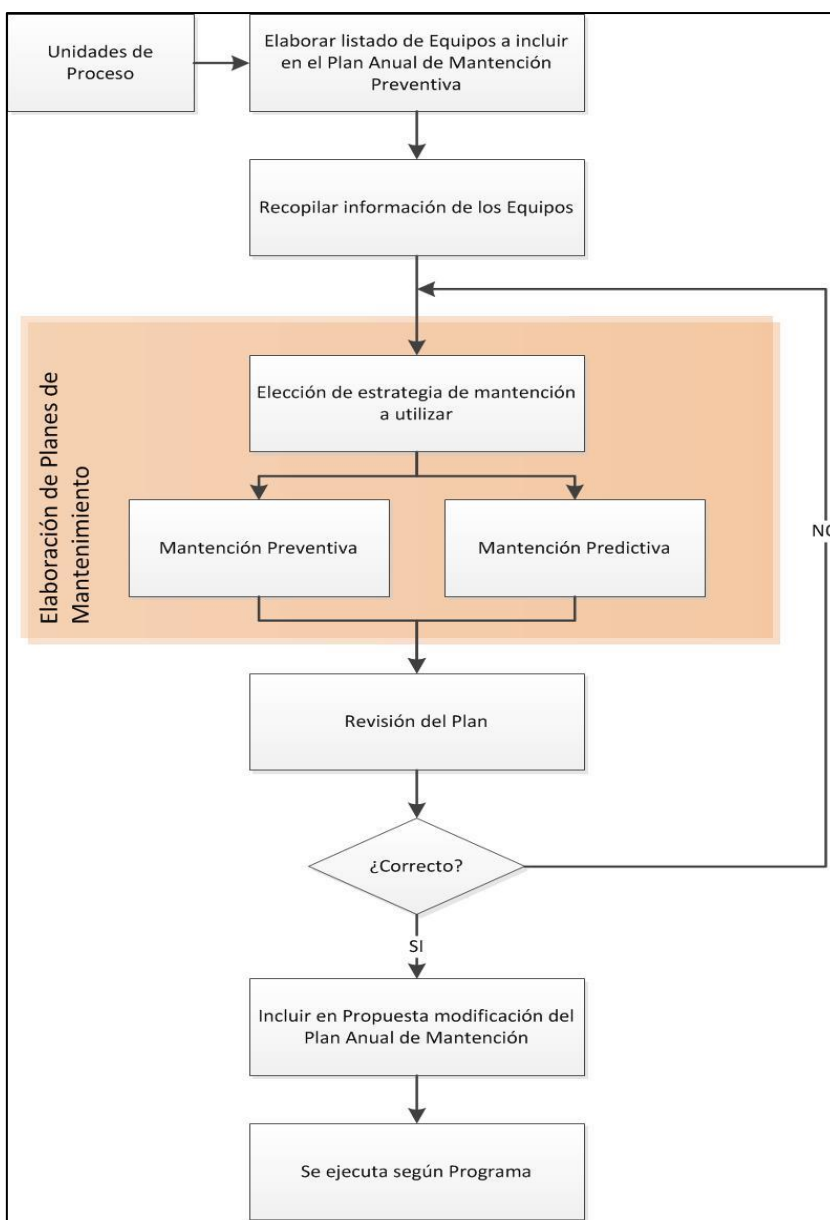 Unidades de
Proceso
Elaborar listado de Equipos a incluir
en el Plan Anual de Mantención
Preventiva
Recopilar información de los Equipos
Elaboración de Planes de
Mantenimiento
Elección de estrategia de mantención
a utilizar
Mantención Preventiva
Mantención Predictiva
NO
Revisión del Plan
¿Correcto?
SI
Incluir en Propuesta modificación del
Plan Anual de Mantención
Se ejecuta según Programa